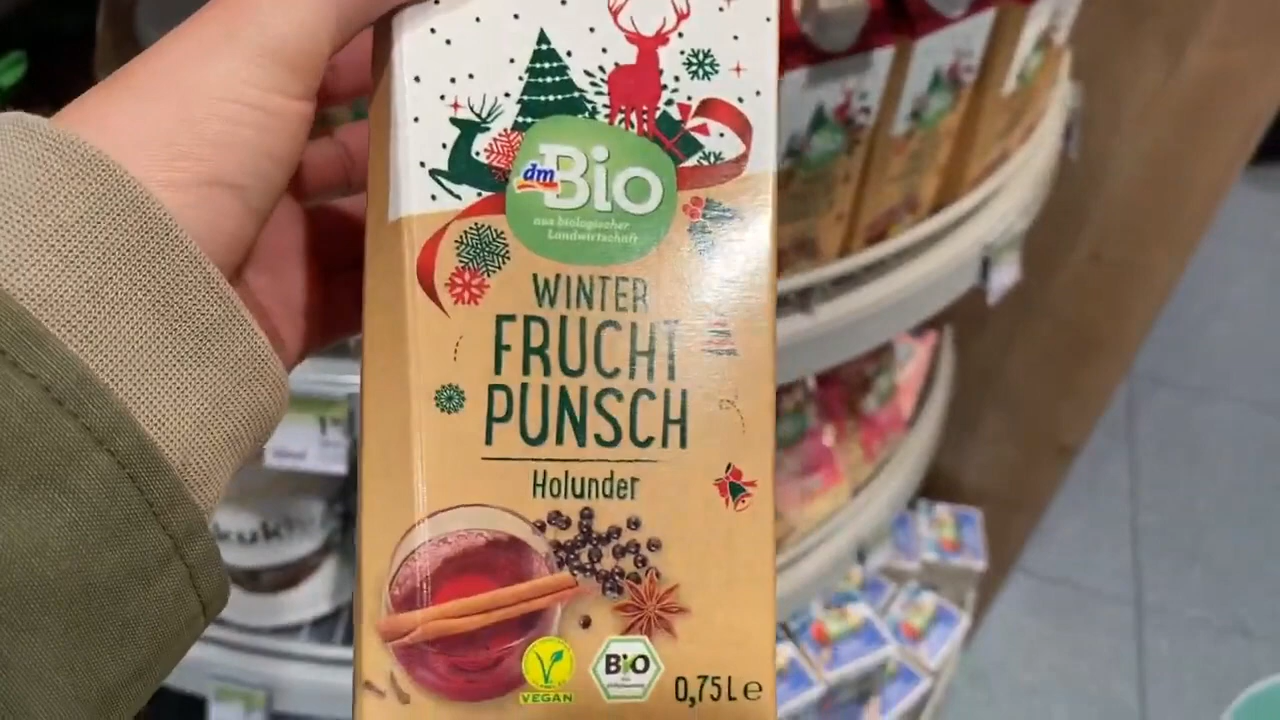 dm Bio
aus biologischer
Landwirtschaft
WINTER
FRUCHT
PUNSCH
Holunder
VEGAN
BIO
0,75 L e